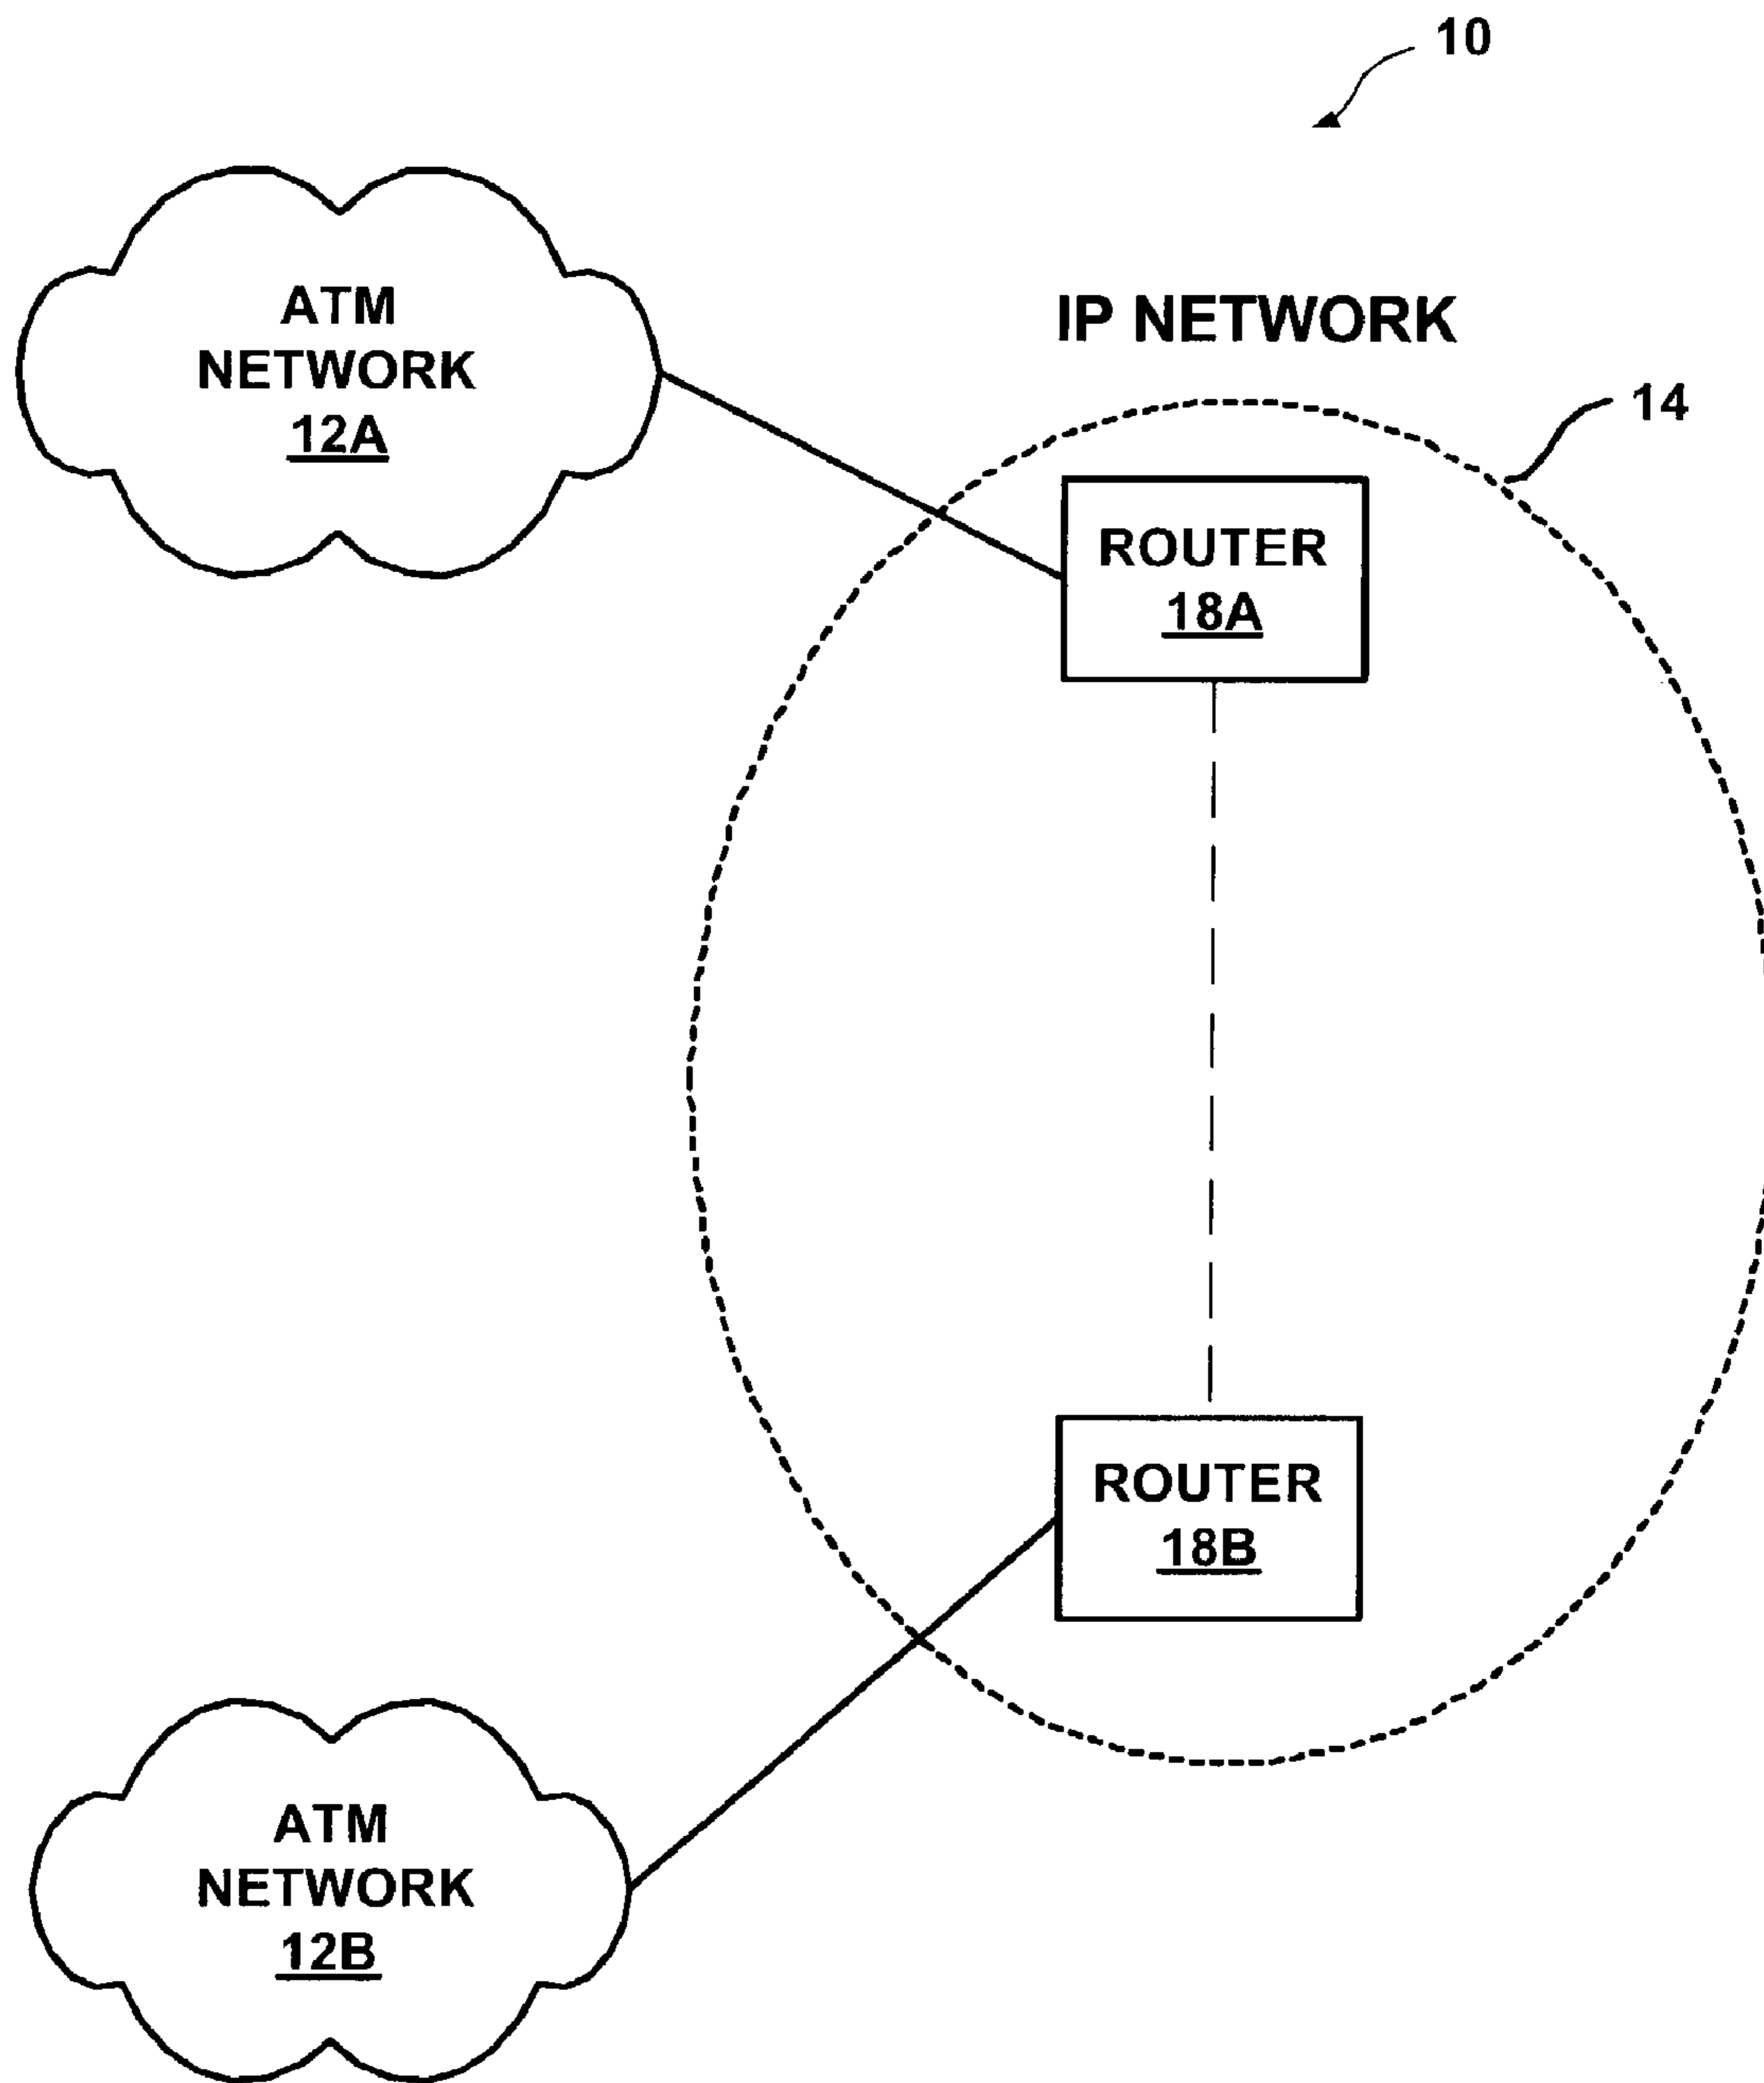 10
ATM
NETWORK
12A
IP NETWORK
14
ROUTER
18A
ROUTER
18B
ATM
NETWORK
12B